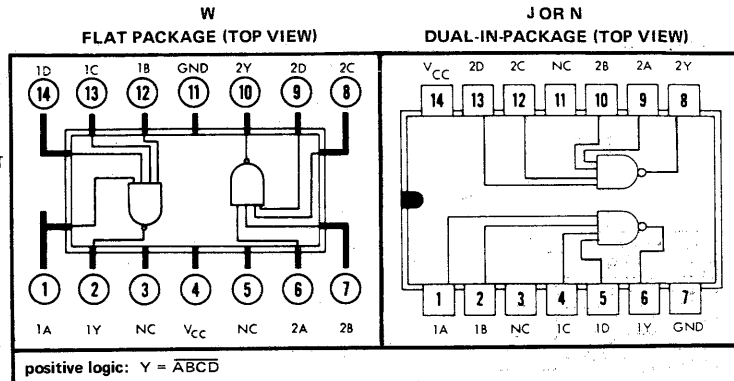 W
FLAT PACKAGE (TOP VIEW)
1D 1C 1B GND 2Y 2D 2C
14 13 12 11 10 9 8
1 2 3 4 5 6 7
1A 1Y NC VCC NC 2A 2B
J OR N
DUAL-IN-PACKAGE (TOP VIEW)
VCC 2D 2C NC 2B 2A 2Y
14 13 12 11 10 9 8
1 2 3 4 5 6 7
1A 1B NC 1C 1D 1Y GND
positive logic: Y = A̅B̅C̅D̅